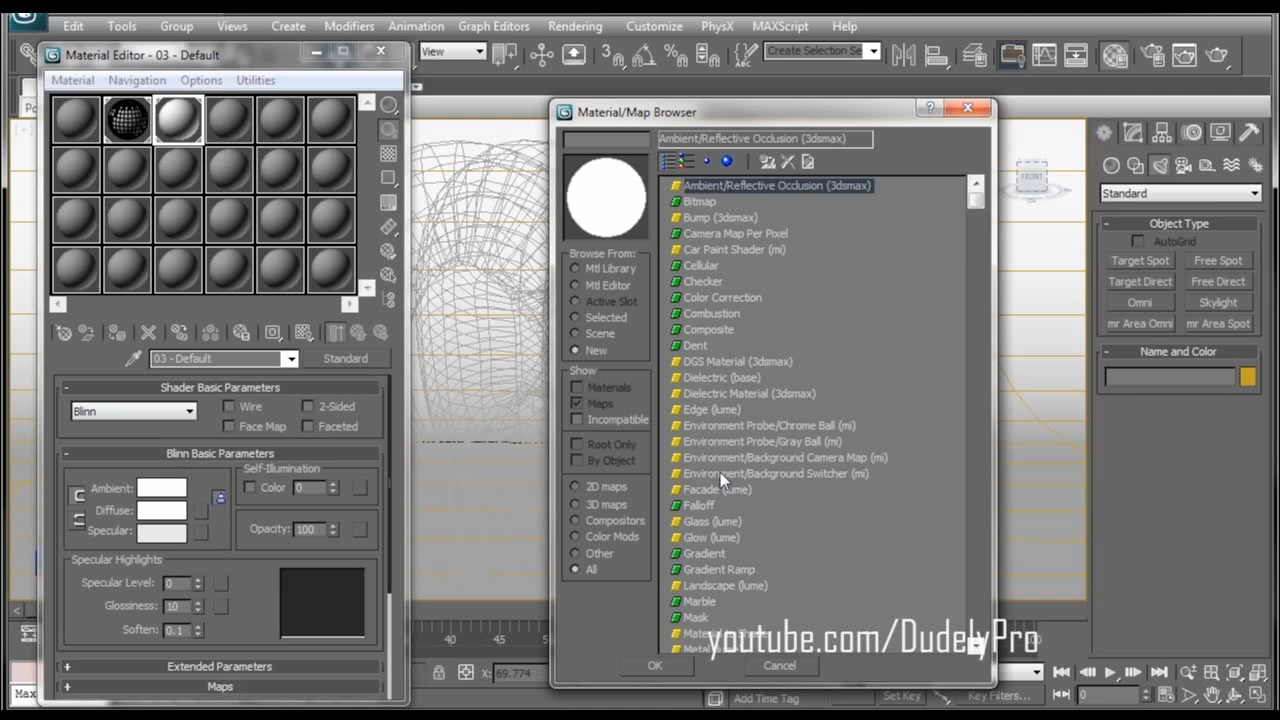 Edit Tools Group Views Create Modifiers Animation Graph Editors Rendering Customize PhysX MAXScript Help
Material Editor - 03 - Default
View
Create Selection Se
Material Navigation Options Utilities
03 - Default Standard
Shader Basic Parameters
Blinn
Wire 2-Sided
Face Map Faceted
Blinn Basic Parameters
Self-Illumination
Ambient: Color 0
Diffuse:
Specular: Opacity: 100
Specular Highlights
Specular Level: 0
Glossiness: 10
Soften: 0.1
Extended Parameters
Maps
Material/Map Browser
Ambient/Reflective Occlusion (3dsmax)
Browse From:
Mtl Library
Mtl Editor
Active Slot
Selected
Scene
New
Show
Materials
Maps
Incompatible
Root Only
By Object
2D maps
3D maps
Compositors
Color Mods
Other
All
Ambient/Reflective Occlusion (3dsmax)
Bitmap
Bump (3dsmax)
Camera Map Per Pixel
Car Paint Shader (mi)
Cellular
Checker
Color Correction
Combustion
Composite
Dent
DGS Material (3dsmax)
Dielectric (base)
Dielectric Material (3dsmax)
Edge (lume)
Environment Probe/Chrome Ball (mi)
Environment Probe/Gray Ball (mi)
Environment/Background Camera Map (mi)
Environment/Background Switcher (mi)
Facade (lume)
Falloff
Glass (lume)
Glow (lume)
Gradient
Gradient Ramp
Landscape (lume)
Marble
Mask
OK Cancel
youtube.com/DudelyPro
FRONT
Standard
Object Type
AutoGrid
Target Spot Free Spot
Target Direct Free Direct
Omni Skylight
mr Area Omni mr Area Spot
Name and Color
40 45
X: 69.774
Add Time Tag Set Key Key Filters... 0
Max